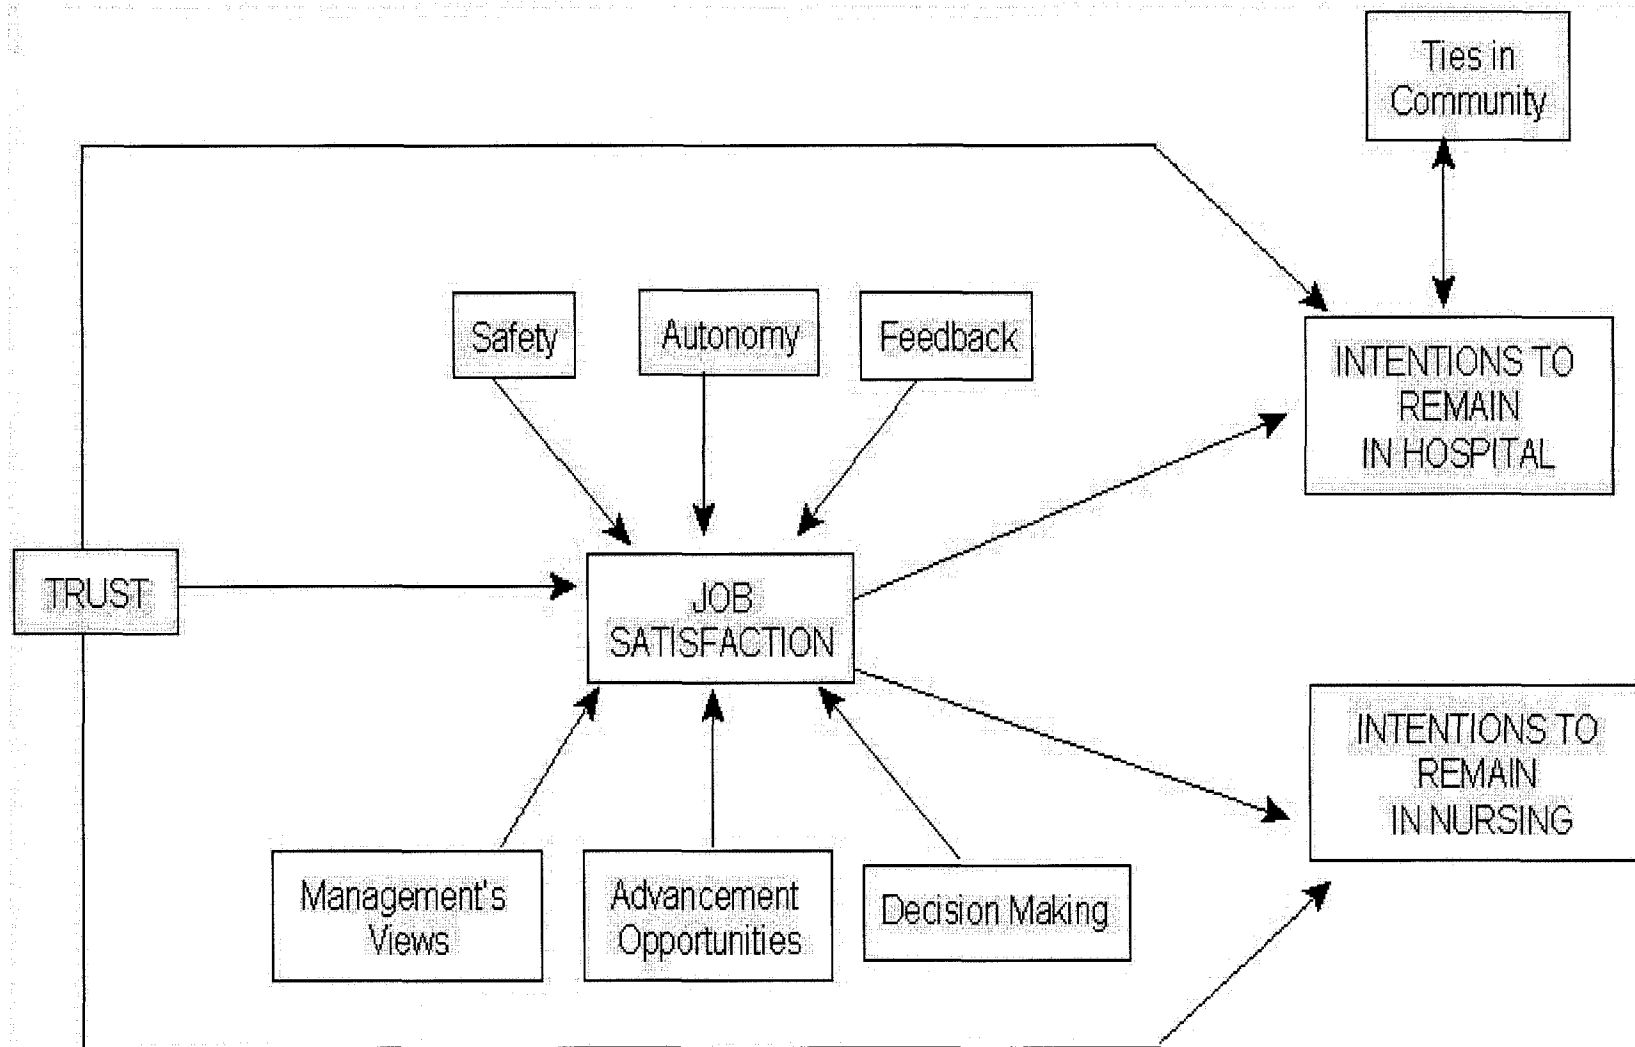 Ties in
Community
Safety
Autonomy
Feedback
INTENTIONS TO
REMAIN
IN HOSPITAL
TRUST
JOB
SATISFACTION
INTENTIONS TO
REMAIN
IN NURSING
Management's
Views
Advancement
Opportunities
Decision Making